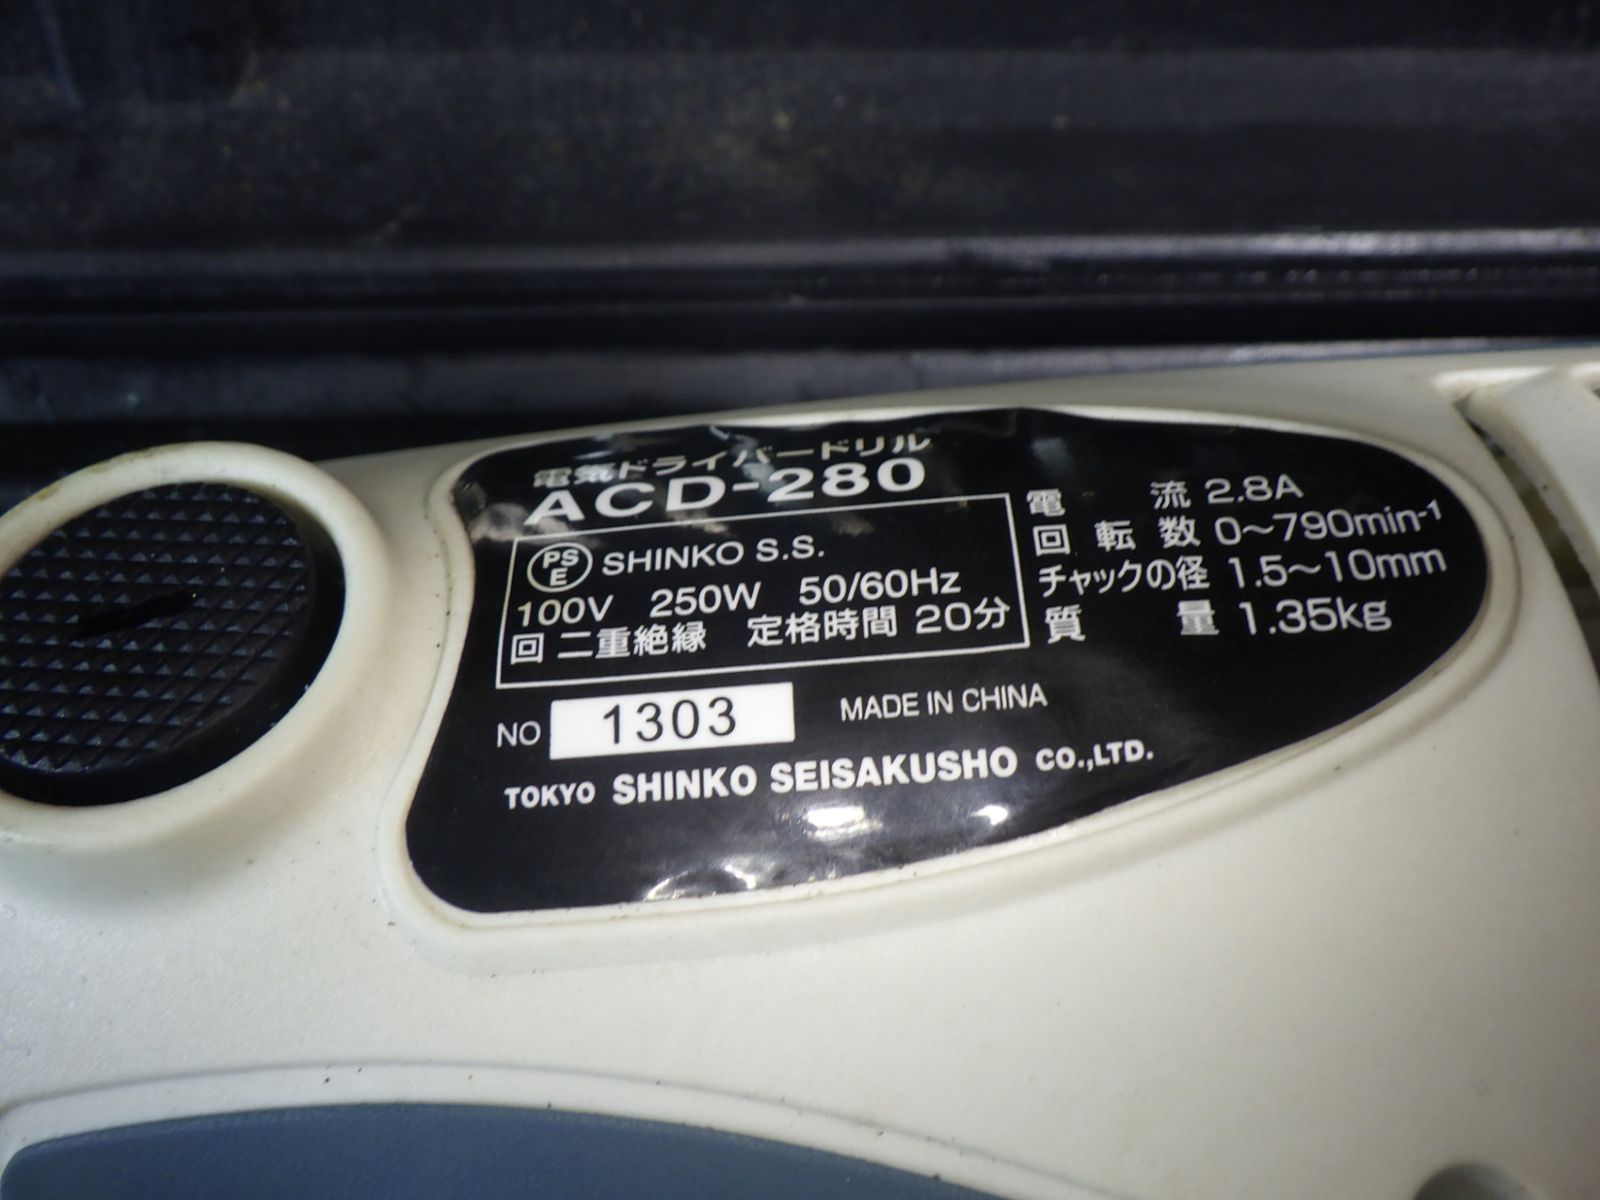 電気ドライバードリル
ACD-280
PSE SHINKO S.S.
100V 250W 50/60Hz
回 二重絶縁 定格時間 20分
電流 2.8A
回転数 0〜790min-1
チャックの径 1.5〜10mm
質量 1.35kg
NO 1303 MADE IN CHINA
TOKYO SHINKO SEISAKUSHO CO.,LTD.